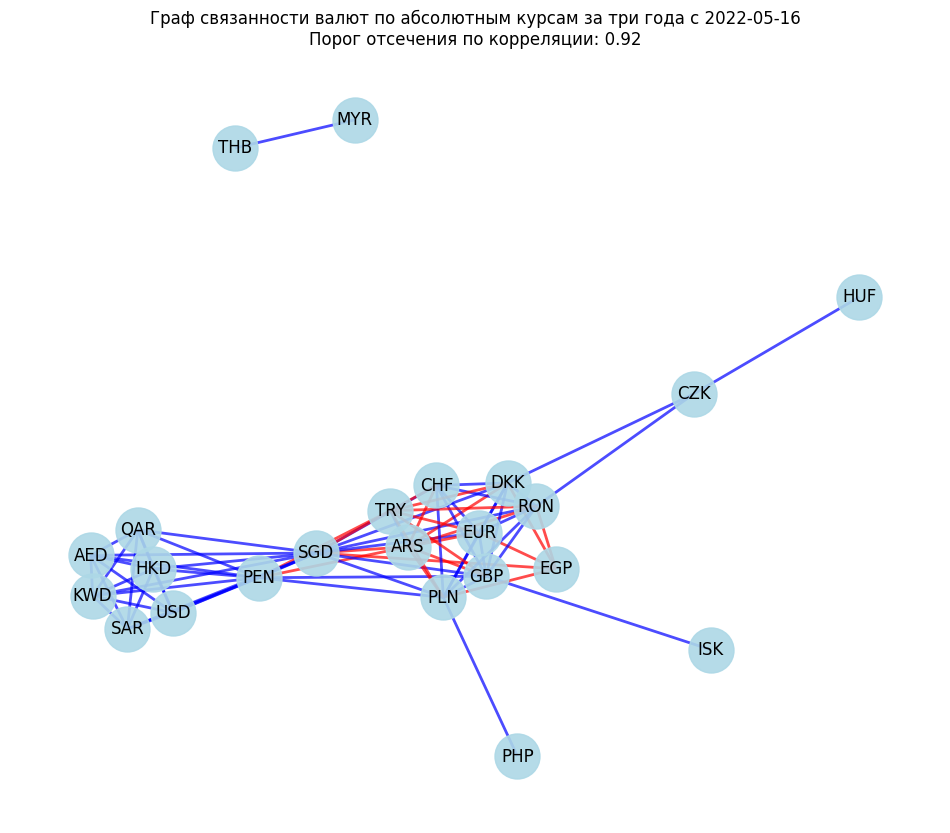 Граф связанности валют по абсолютным курсам за три года с 2022-05-16
Порог отсечения по корреляции: 0.92
MYR
THB
HUF
CZK
CHF
DKK
TRY
RON
QAR
EUR
ARS
AED
SGD
HKD
EGP
PEN
GBP
KWD
PLN
USD
SAR
ISK
PHP